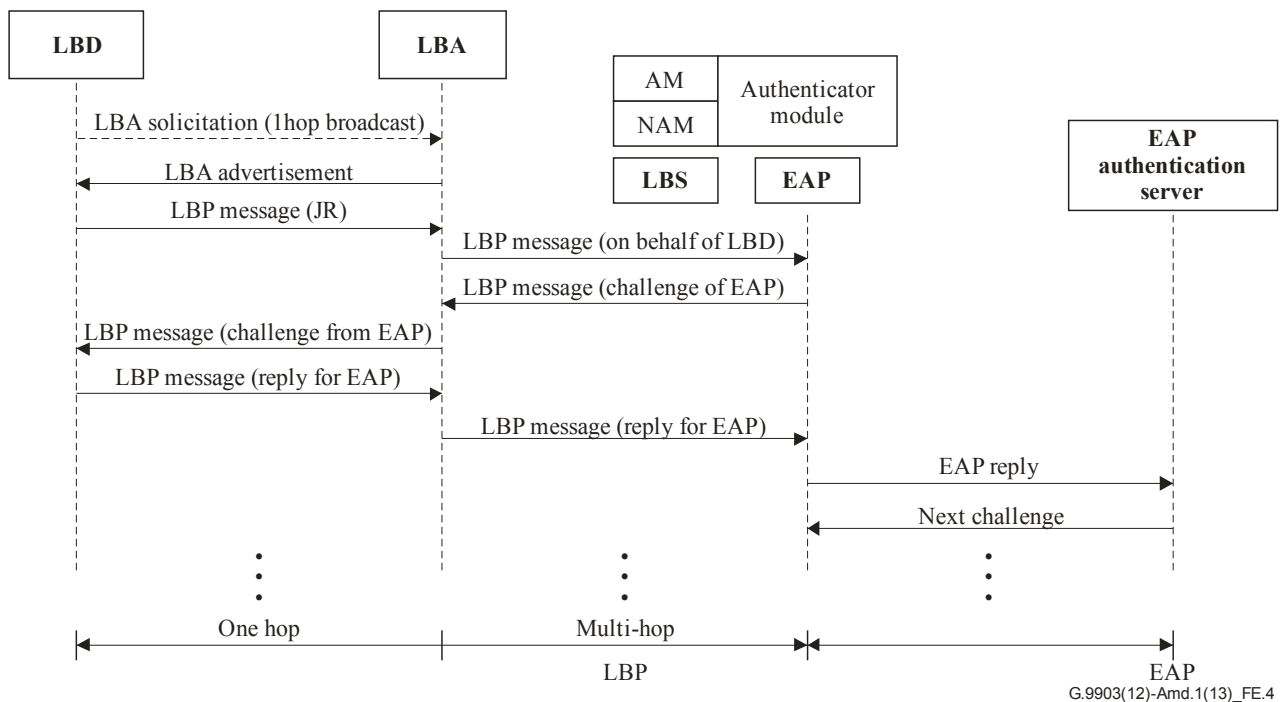 LBD
LBA
AM
NAM
Authenticator
module
LBA solicitation (1hop broadcast)
EAP
authentication
server
LBA advertisement
LBS
EAP
LBP message (JR)
LBP message (on behalf of LBD)
LBP message (challenge of EAP)
LBP message (challenge from EAP)
LBP message (reply for EAP)
LBP message (reply for EAP)
EAP reply
Next challenge
One hop
Multi-hop
LBP
EAP
G.9903(12)-Amd.1(13)_FE.4